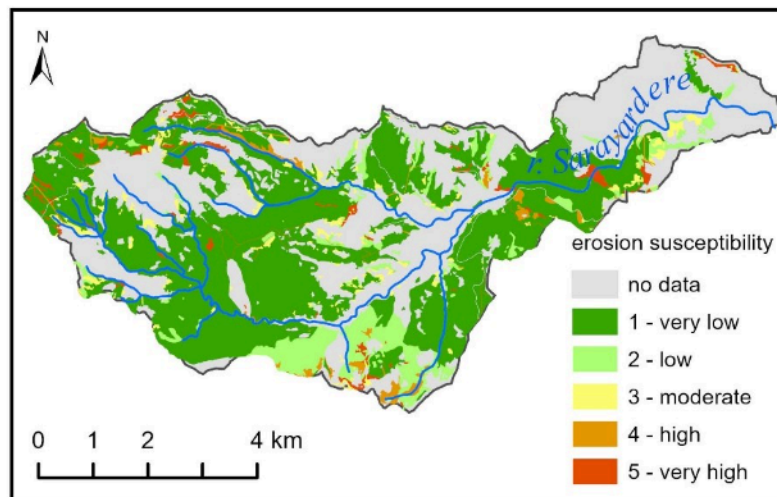 N
r. Sarayardere
erosion susceptibility
no data
1 - very low
2 - low
3 - moderate
4 - high
5 - very high
0 1 2 4 km